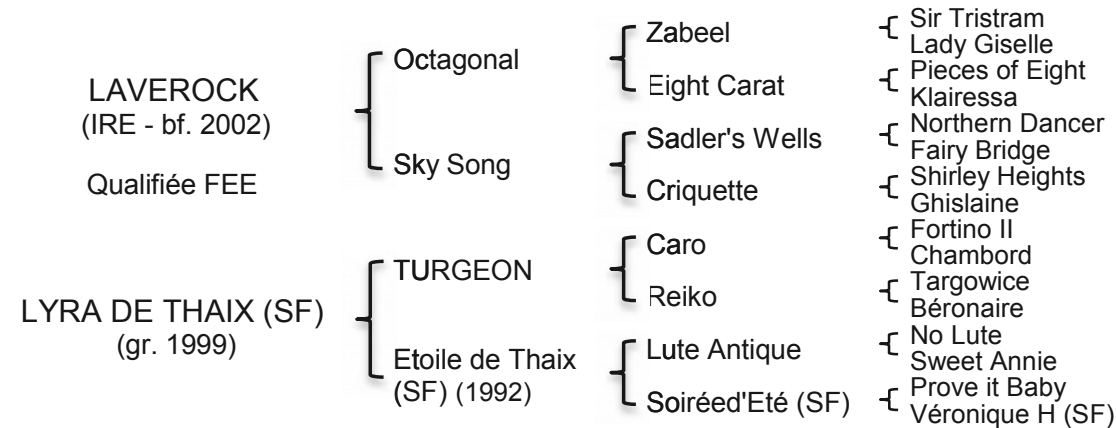 LAVEROCK
(IRE - bf. 2002)
Qualifiée FEE
LYRA DE THAIX (SF)
(gr. 1999)
Octagonal
Sky Song
TURGEON
Etoile de Thaix
(SF) (1992)
Zabeel
Eight Carat
Sadler's Wells
Criquette
Caro
Reiko
Lute Antique
Soiréed'Eté (SF)
Sir Tristram
Lady Giselle
Pieces of Eight
Klairessa
Northern Dancer
Fairy Bridge
Shirley Heights
Ghislaine
Fortino II
Chambord
Targowice
Béronaire
No Lute
Sweet Annie
Prove it Baby
Véronique H (SF)